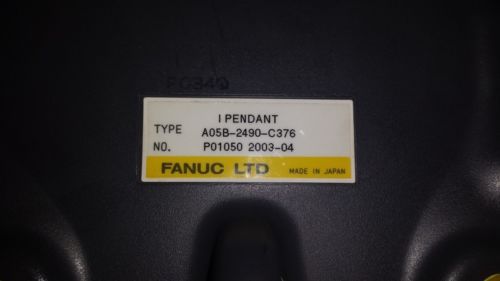 I PENDANT
TYPE A05B-2490-C376
NO. P01050 2003-04
FANUC LTD MADE IN JAPAN